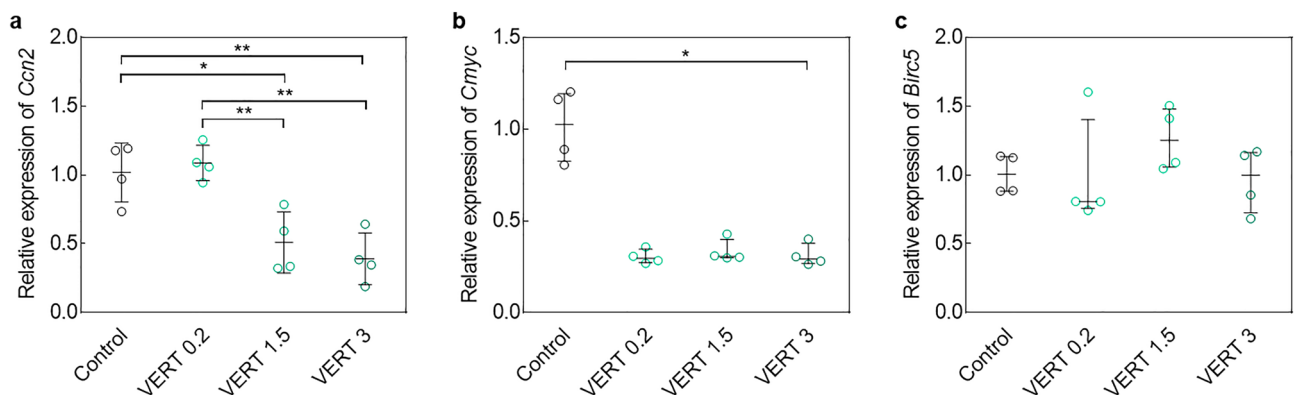 a
Relative expression of Ccn2
2.0
1.5
1.0
0.5
0.0
**
*
**
**
Control
VERT 0.2
VERT 1.5
VERT 3
b
Relative expression of Cmyc
1.5
1.0
0.5
0.0
*
Control
VERT 0.2
VERT 1.5
VERT 3
c
Relative expression of Birc5
2.0
1.5
1.0
0.5
0.0
Control
VERT 0.2
VERT 1.5
VERT 3